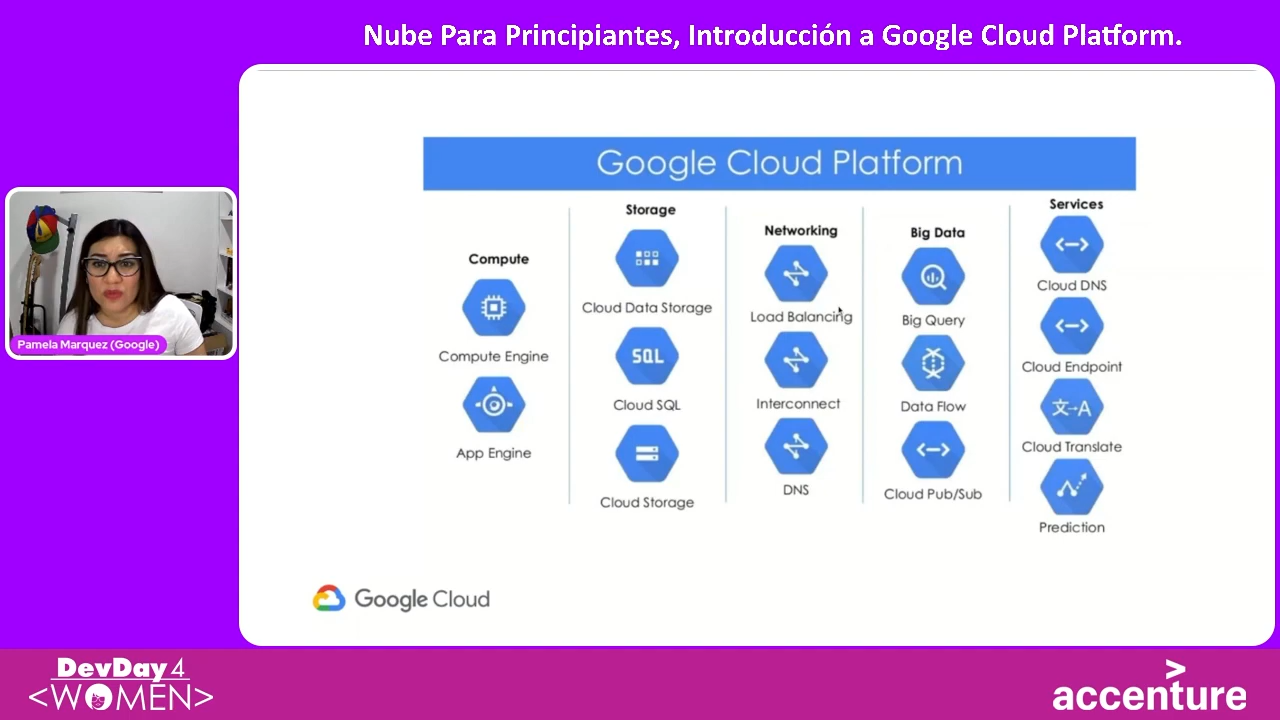 Nube Para Principiantes, Introducción a Google Cloud Platform.
Google Cloud Platform
Compute
Compute Engine
App Engine
Storage
Cloud Data Storage
SQL
Cloud SQL
Cloud Storage
Networking
Load Balancing
Interconnect
DNS
Big Data
Big Query
Data Flow
Cloud Pub/Sub
Services
Cloud DNS
Cloud Endpoint
文→A
Cloud Translate
Prediction
Google Cloud
Pamela Marquez (Google)
DevDay4
<WOMEN>
>
accenture